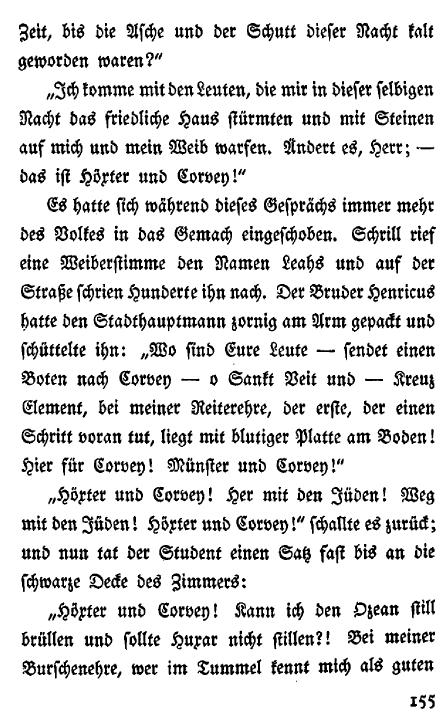 Zeit, bis die Asche und der Schutt dieser Nacht kalt
geworden waren?“
„Ich komme mit den Leuten, die mir in dieser selbigen
Nacht das friedliche Haus stürmten und mit Steinen
auf mich und mein Weib warfen. Ändert es, Herr; —
das ist Höxter und Corvey!“
Es hatte sich während dieses Gesprächs immer mehr
des Volkes in das Gemach eingeschoben. Schrill rief
eine Weiberstimme den Namen Leahs und auf der
Straße schrien Hunderte ihn nach. Der Bruder Henricus
hatte den Stadthauptmann zornig am Arm gepackt und
schüttelte ihn: „Wo sind Eure Leute — sendet einen
Boten nach Corvey — o Sankt Veit und — Kreuz
Element, bei meiner Reiterehre, der erste, der einen
Schritt voran tut, liegt mit blutiger Platte am Boden!
Hier für Corvey! Münster und Corvey!“
„Höxter und Corvey! Her mit den Jüden! Weg
mit den Jüden! Höxter und Corvey!“ schallte es zurück;
und nun tat der Student einen Satz fast bis an die
schwarze Decke des Zimmers:
„Höxter und Corvey! Kann ich den Ozean still
brüllen und sollte Huxar nicht stillen?! Bei meiner
Burschenehre, wer im Tummel kennt mich als guten
155